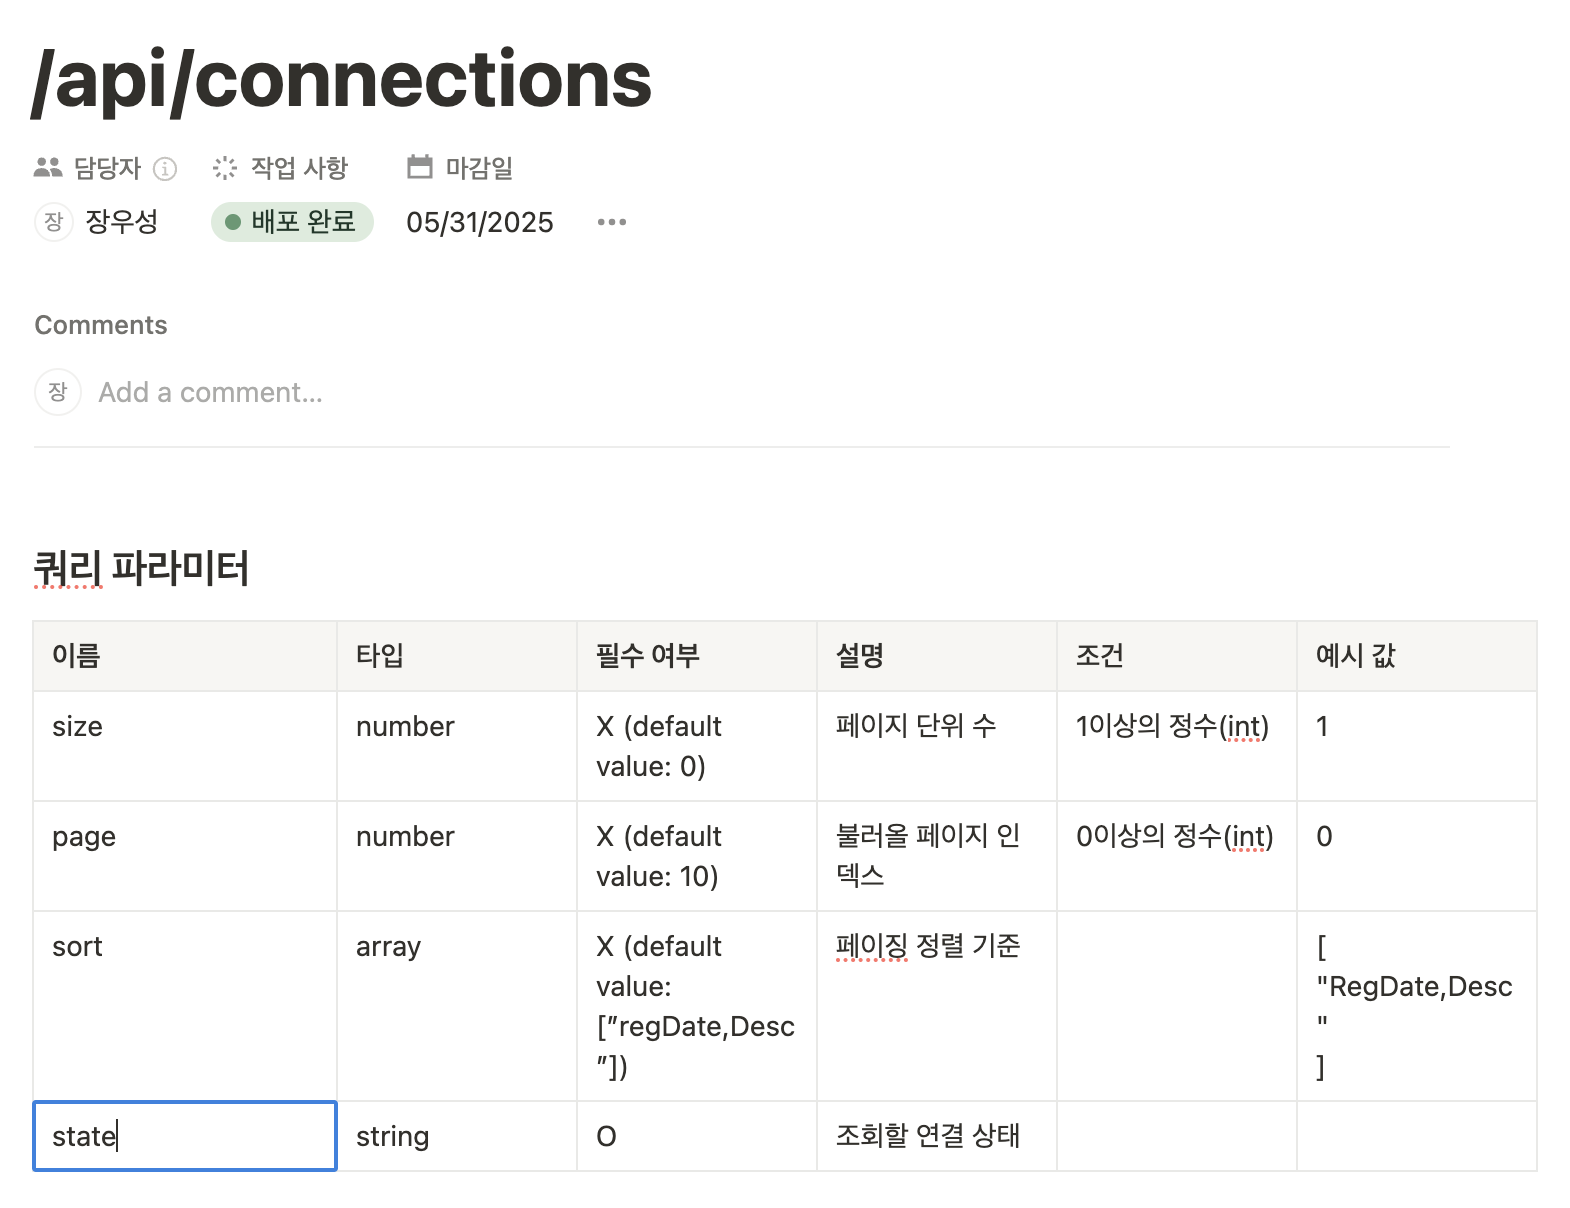 /api/connections
담당자 작업 사항 마감일
장 장우성 배포 완료 05/31/2025
Comments
장 Add a comment...
쿼리 파라미터
이름 타입 필수 여부 설명 조건 예시 값
size number X (default 페이지 단위 수 1이상의 정수(int) 1
value: 0)
page number X (default 불러올 페이지 인 0이상의 정수(int) 0
value: 10) 덱스
sort array X (default 페이징 정렬 기준 [
value: "RegDate,Desc
["regDate,Desc "
"]) ]
state string O 조회할 연결 상태